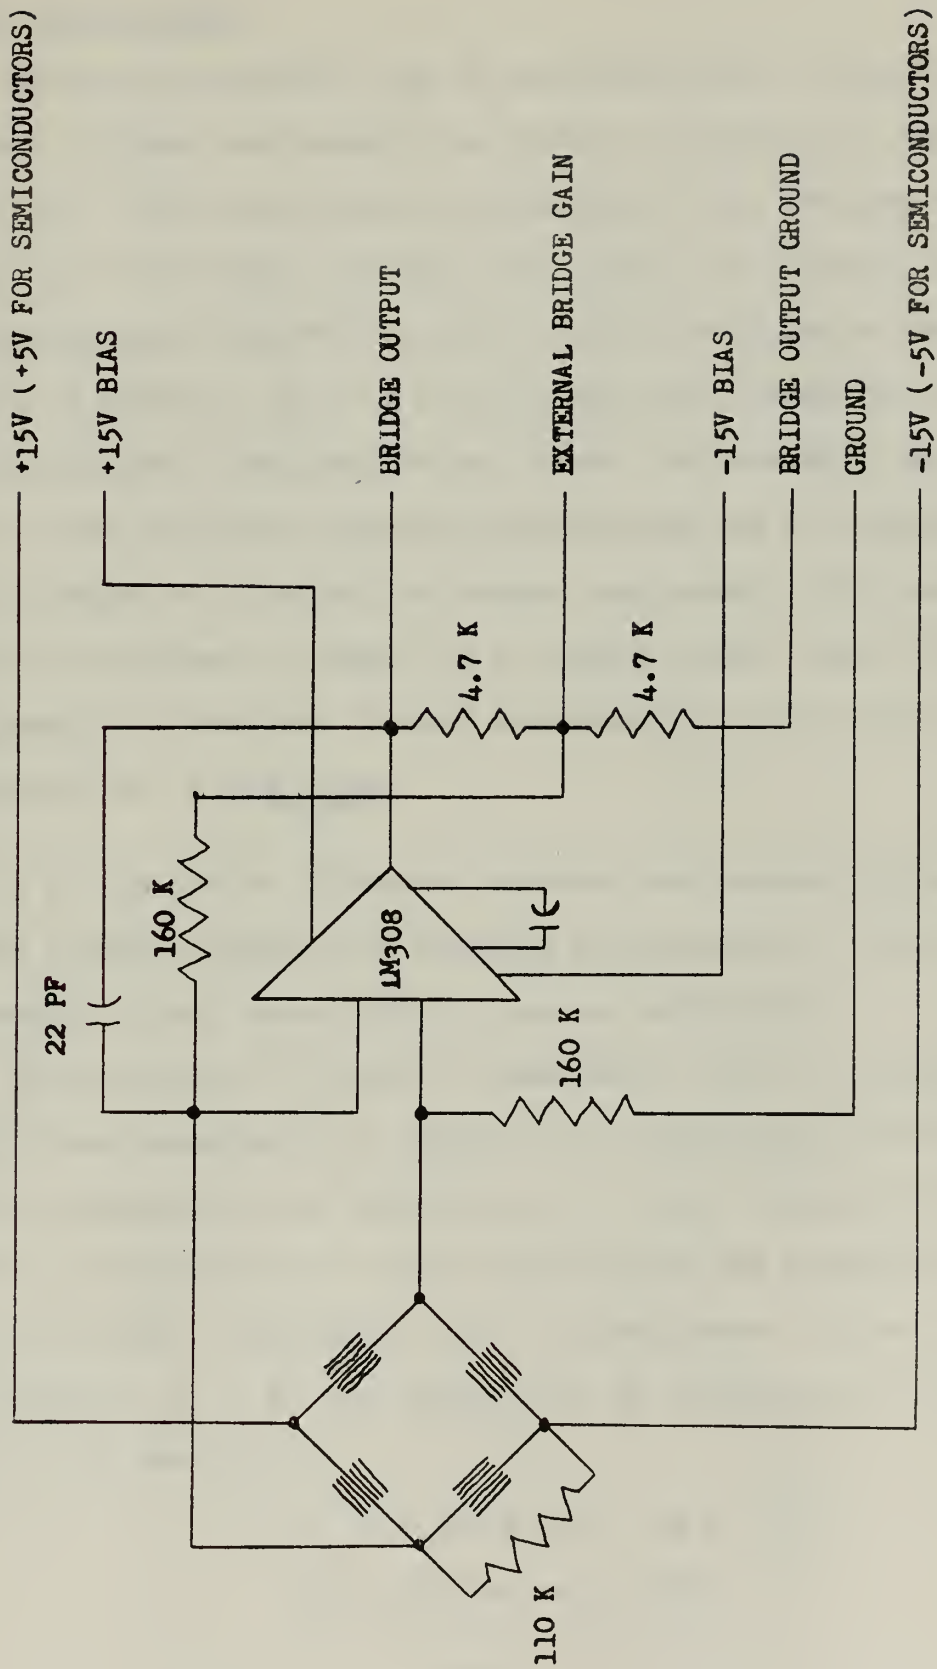 +15V (+5V FOR SEMICONDUCTORS)
+15V BIAS
22 PF
160 K
BRIDGE OUTPUT
LM308
4.7 K
EXTERNAL BRIDGE GAIN
4.7 K
160 K
-15V BIAS
BRIDGE OUTPUT GROUND
GROUND
110 K
-15V (-5V FOR SEMICONDUCTORS)